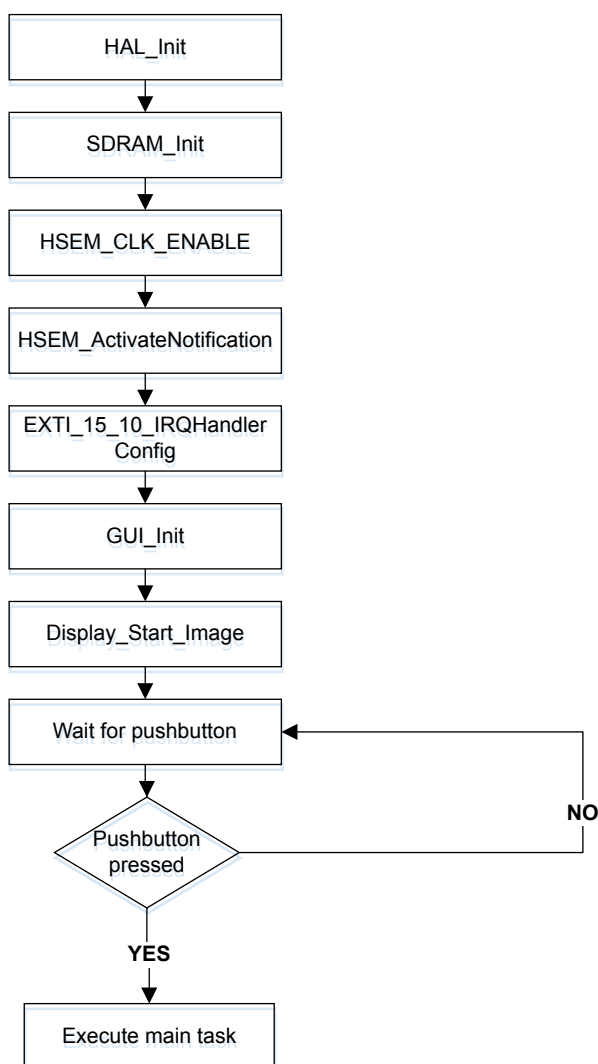 HAL_Init
SDRAM_Init
HSEM_CLK_ENABLE
HSEM_ActivateNotification
EXTI_15_10_IRQHandler
Config
GUI_Init
Display_Start_Image
Wait for pushbutton
NO
Pushbutton
pressed
YES
Execute main task